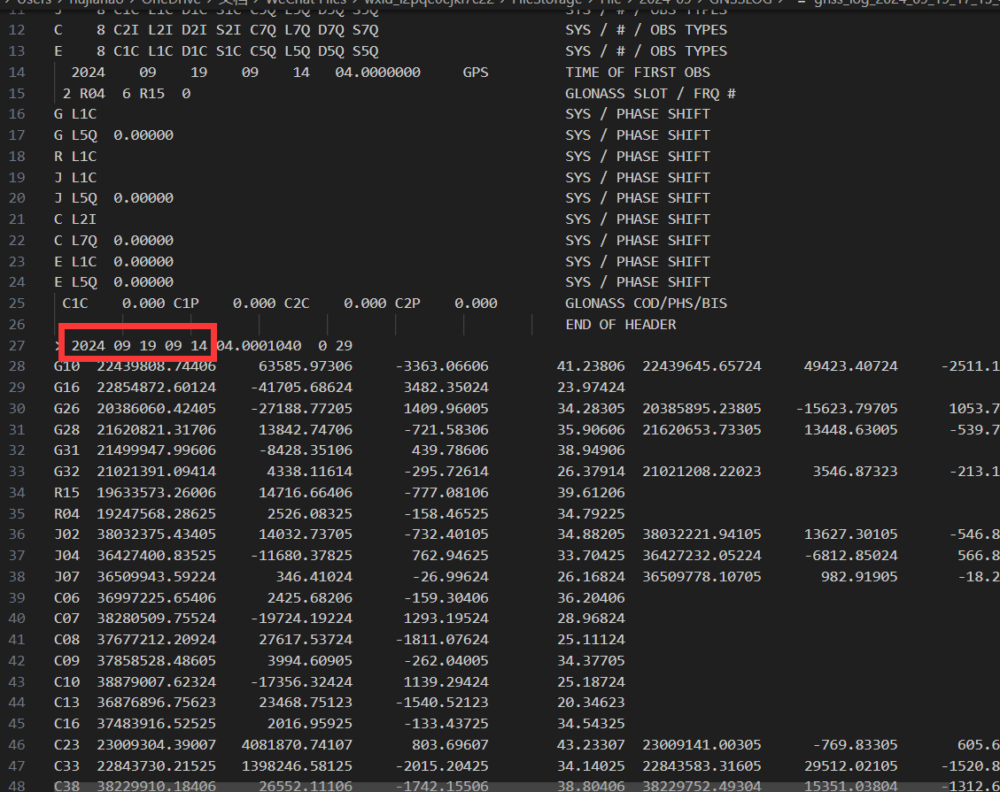 12 C 8 C2I L2I D2I S2I C7Q L7Q D7Q S7Q SYS / # / OBS TYPES
13 E 8 C1C L1C D1C S1C C5Q L5Q D5Q S5Q SYS / # / OBS TYPES
14 2024 09 19 09 14 04.0000000 GPS TIME OF FIRST OBS
15 2 R04 6 R15 0 GLONASS SLOT / FRQ #
16 G L1C SYS / PHASE SHIFT
17 G L5Q 0.00000 SYS / PHASE SHIFT
18 R L1C SYS / PHASE SHIFT
19 J L1C SYS / PHASE SHIFT
20 J L5Q 0.00000 SYS / PHASE SHIFT
21 C L2I SYS / PHASE SHIFT
22 C L7Q 0.00000 SYS / PHASE SHIFT
23 E L1C 0.00000 SYS / PHASE SHIFT
24 E L5Q 0.00000 SYS / PHASE SHIFT
25 C1C 0.000 C1P 0.000 C2C 0.000 C2P 0.000 GLONASS COD/PHS/BIS
26 END OF HEADER
27 > 2024 09 19 09 14 04.0001040 0 29
28 G10 22439808.74406 63585.97306 -3363.06606 41.23806 22439645.65724 49423.40724 -2511.1
29 G16 22854872.60124 -41705.68624 3482.35024 23.97424
30 G26 20386060.42405 -27188.77205 1409.96005 34.28305 20385895.23805 -15623.79705 1053.7
31 G28 21620821.31706 13842.74706 -721.58306 35.90606 21620653.73305 13448.63005 -539.7
32 G31 21499947.99606 -8428.35106 439.78606 38.94906
33 G32 21021391.09414 4338.11614 -295.72614 26.37914 21021208.22023 3546.87323 -213.1
34 R15 19633573.26006 14716.66406 -777.08106 39.61206
35 R04 19247568.28625 2526.08325 -158.46525 34.79225
36 J02 38032375.43405 14032.73705 -732.40105 34.88205 38032221.94105 13627.30105 -546.8
37 J04 36427400.83525 -11680.37825 762.94625 33.70425 36427232.05224 -6812.85024 566.8
38 J07 36509943.59224 346.41024 -26.99624 26.16824 36509778.10705 982.91905 -18.2
39 C06 36997225.65406 2425.68206 -159.30406 36.20406
40 C07 38280509.75524 -19724.19224 1293.19524 28.96824
41 C08 37677212.20924 27617.53724 -1811.07624 25.11124
42 C09 37858528.48605 3994.60905 -262.04005 34.37705
43 C10 38879007.62324 -17356.32424 1139.29424 25.18724
44 C13 36876896.75623 23468.75123 -1540.52123 20.34623
45 C16 37483916.52525 2016.95925 -133.43725 34.54325
46 C23 23009304.39007 4081870.74107 803.69607 43.23307 23009141.00305 -769.83305 605.6
47 C33 22843730.21525 1398246.58125 -2015.20425 34.14025 22843583.31605 29512.02105 -1520.8
48 C38 38229910.18406 26552.11106 -1742.15506 38.80406 38229752.49304 15351.03804 -1312.6